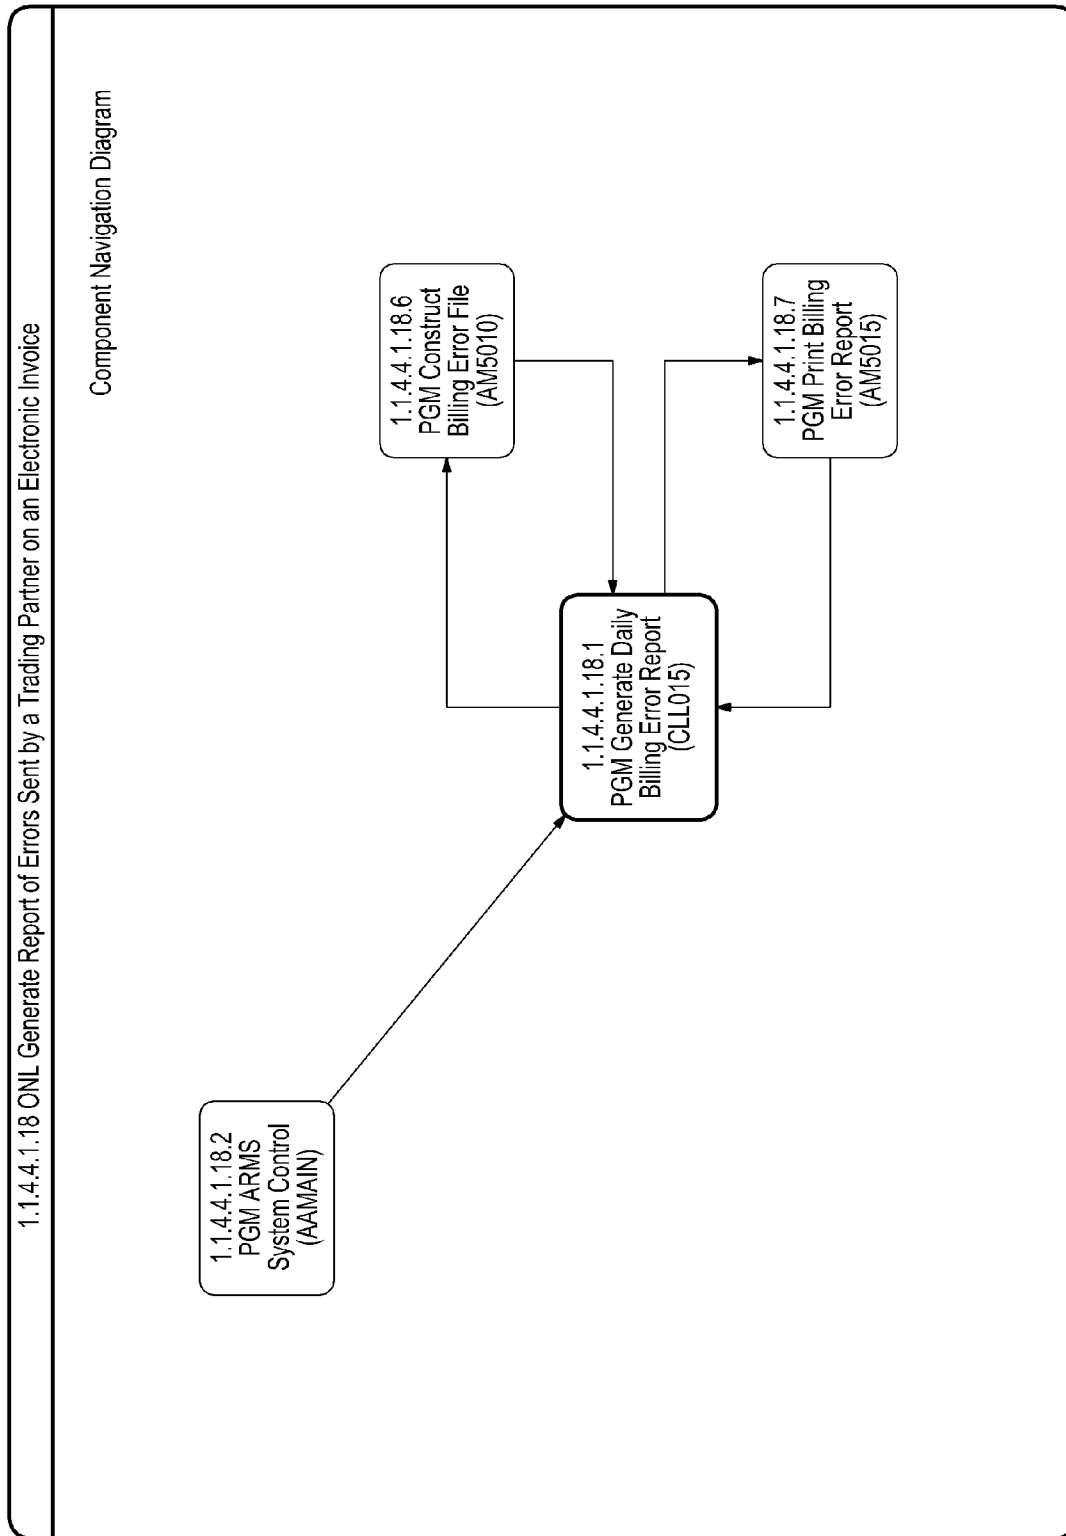 1.1.4.4.1.18 ONL Generate Report of Errors Sent by a Trading Partner on an Electronic Invoice
Component Navigation Diagram
1.1.4.4.1.18.2
PGM ARMS
System Control
(AAMAIN)
1.1.4.4.1.18.6
PGM Construct
Billing Error File
(AM5010)
1.1.4.4.1.18.1
PGM Generate Daily
Billing Error Report
(CLL015)
1.1.4.4.1.18.7
PGM Print Billing
Error Report
(AM5015)